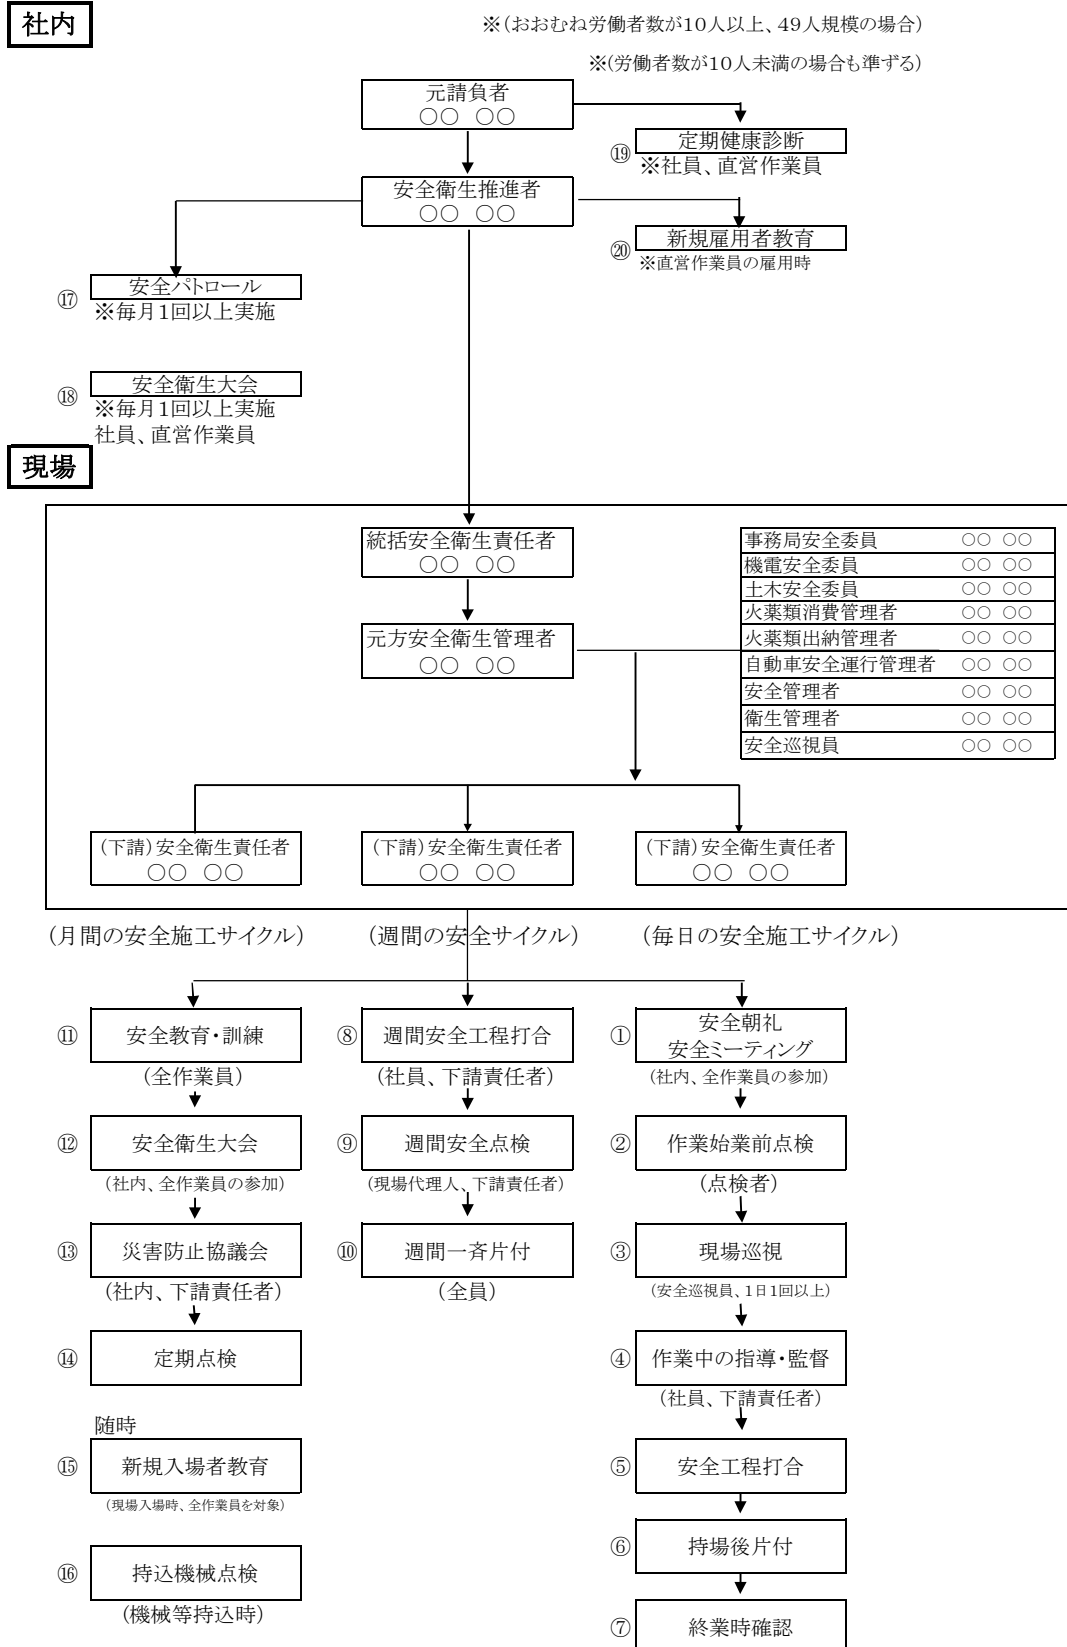 社内
※(おおむね労働者数が10人以上、49人規模の場合)
※(労働者数が10人未満の場合も準ずる)
元請負者
○○ ○○
⑲ 定期健康診断
※社員、直営作業員
安全衛生推進者
○○ ○○
⑳ 新規雇用者教育
※直営作業員の雇用時
⑰ 安全パトロール
※毎月1回以上実施
⑱ 安全衛生大会
※毎月1回以上実施
社員、直営作業員
現場
統括安全衛生責任者
○○ ○○
元方安全衛生管理者
○○ ○○
事務局安全委員 ○○ ○○
機電安全委員 ○○ ○○
土木安全委員 ○○ ○○
火薬類消費管理者 ○○ ○○
火薬類出納管理者 ○○ ○○
自動車安全運行管理者 ○○ ○○
安全管理者 ○○ ○○
衛生管理者 ○○ ○○
安全巡視員 ○○ ○○
(下請)安全衛生責任者
○○ ○○
(下請)安全衛生責任者
○○ ○○
(下請)安全衛生責任者
○○ ○○
(月間の安全施工サイクル)
⑪ 安全教育・訓練
(全作業員)
⑫ 安全衛生大会
(社内、全作業員の参加)
⑬ 災害防止協議会
(社内、下請責任者)
⑭ 定期点検
随時
⑮ 新規入場者教育
(現場入場時、全作業員を対象)
⑯ 持込機械点検
(機械等持込時)
(週間の安全サイクル)
⑧ 週間安全工程打合
(社員、下請責任者)
⑨ 週間安全点検
(現場代理人、下請責任者)
⑩ 週間一斉片付
(全員)
(毎日の安全施工サイクル)
① 安全朝礼
安全ミーティング
(社内、全作業員の参加)
② 作業始業前点検
(点検者)
③ 現場巡視
(安全巡視員、1日1回以上)
④ 作業中の指導・監督
(社員、下請責任者)
⑤ 安全工程打合
⑥ 持場後片付
⑦ 終業時確認